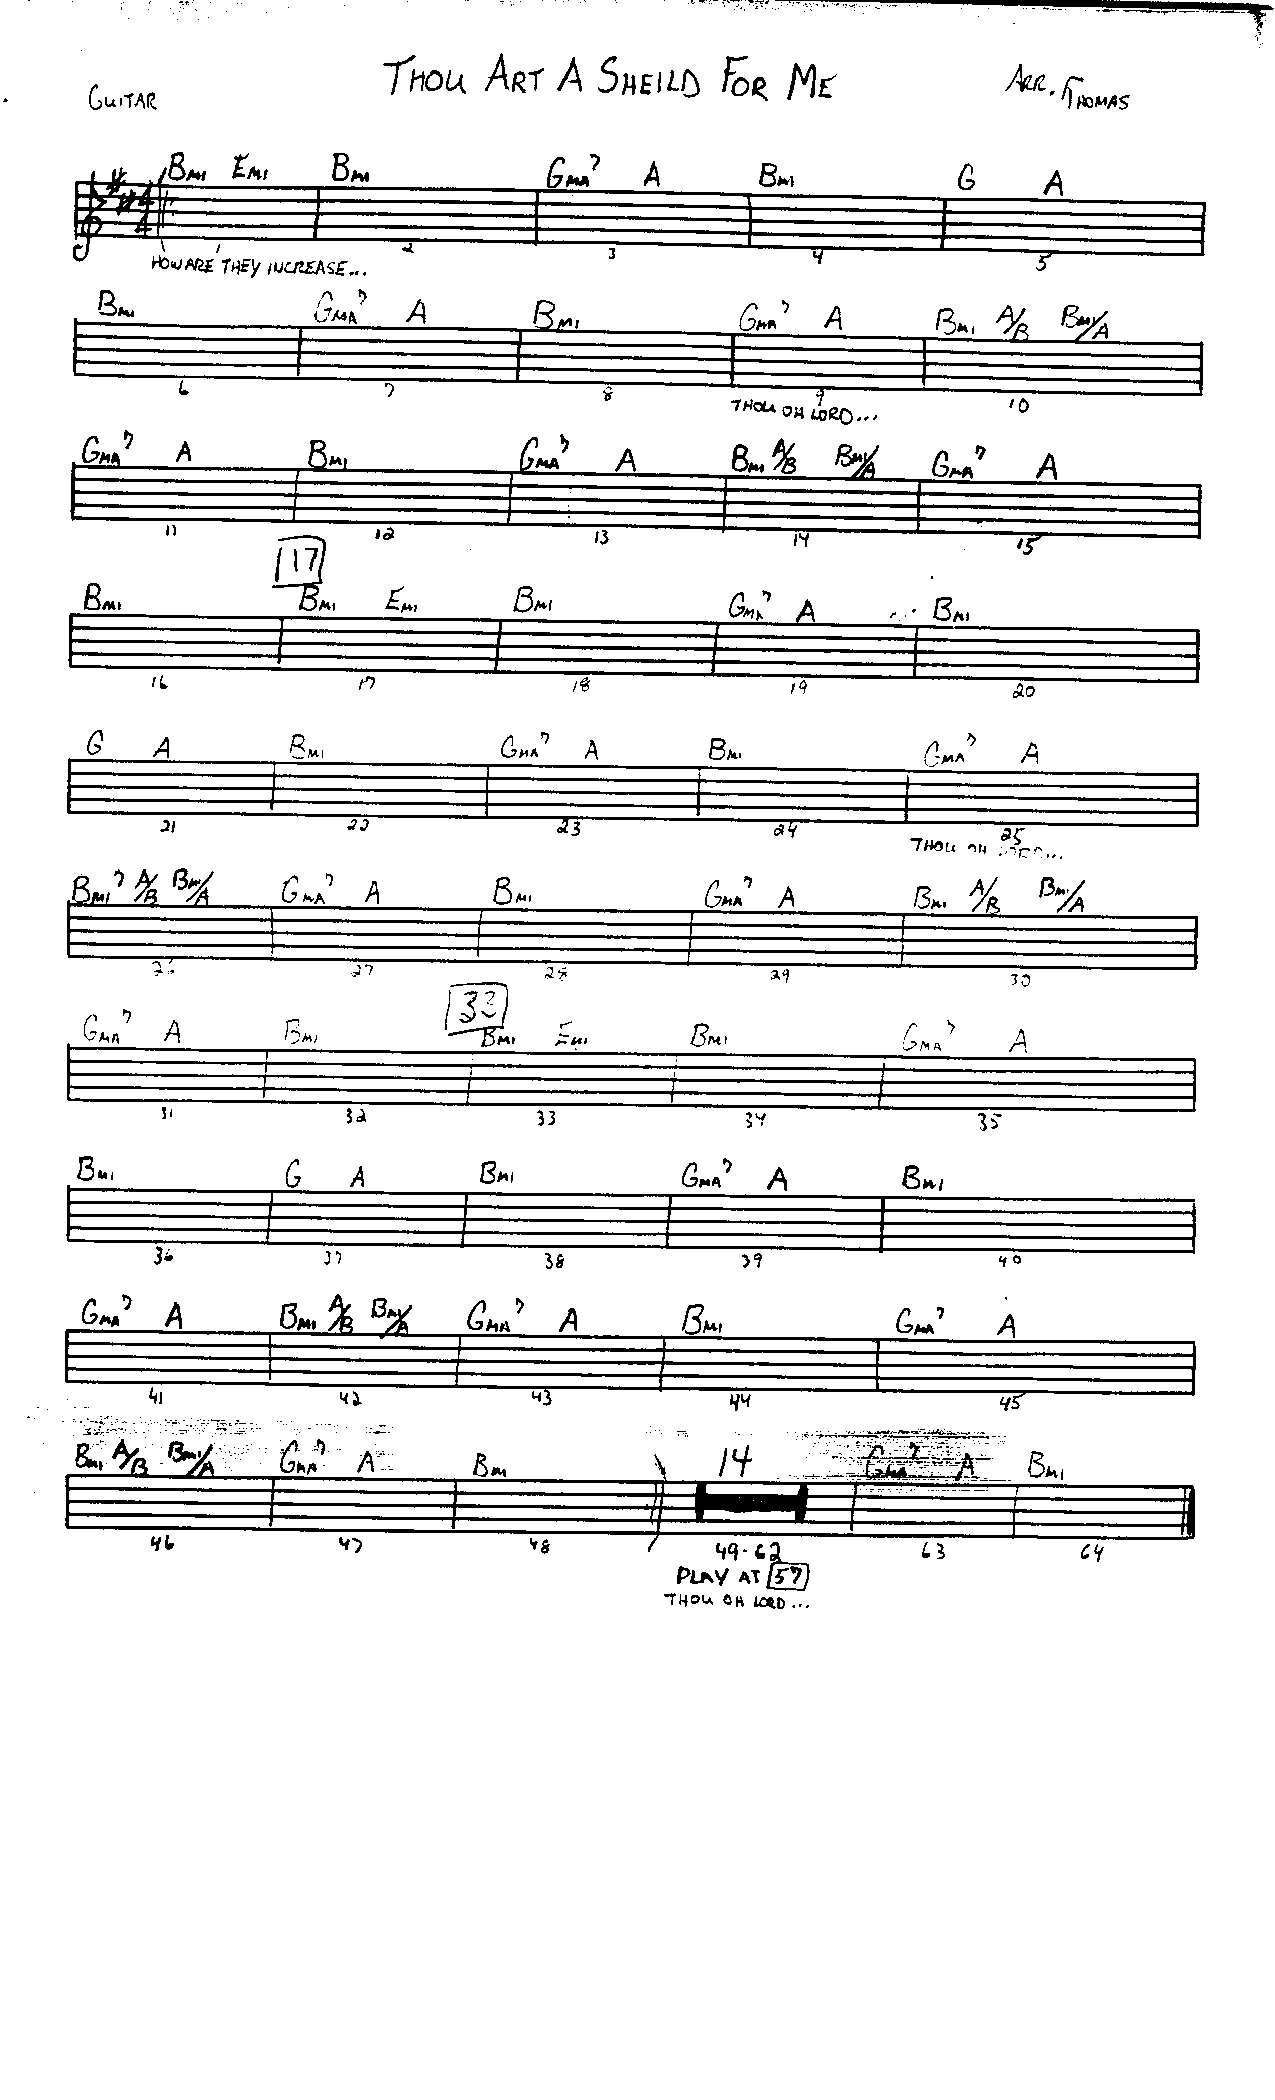 THOU ART A SHEILD FOR ME
GUITAR
ARR. THOMAS
4/4 Bmi Emi Bmi Gma7 A Bmi G A
1 2 3 4 5
HOW ARE THEY INCREASE...
Bmi Gma7 A Bmi Gma7 A Bmi A/B Bmi/A
6 7 8 9 10
THOU OH LORD...
Gma7 A Bmi Gma7 A Bmi A/B Bmi/A Gma7 A
11 12 13 14 15
17
Bmi Bmi Emi Bmi Gma7 A Bmi
16 17 18 19 20
G A Bmi Gma7 A Bmi Gma7 A
21 22 23 24 25
THOU OH LORD...
Bmi7 A/B Bmi/A Gma7 A Bmi Gma7 A Bmi A/B Bmi/A
26 27 28 29 30
33
Gma7 A Bmi Bmi Emi Bmi Gma7 A
31 32 33 34 35
Bmi G A Bmi Gma7 A Bmi
36 37 38 39 40
Gma7 A Bmi A/B Bmi/A Gma7 A Bmi Gma7 A
41 42 43 44 45
Bmi A/B Bmi/A Gma7 A Bmi 14 Gma7 A Bmi
46 47 48 49-62 63 64
PLAY AT 57
THOU OH LORD...